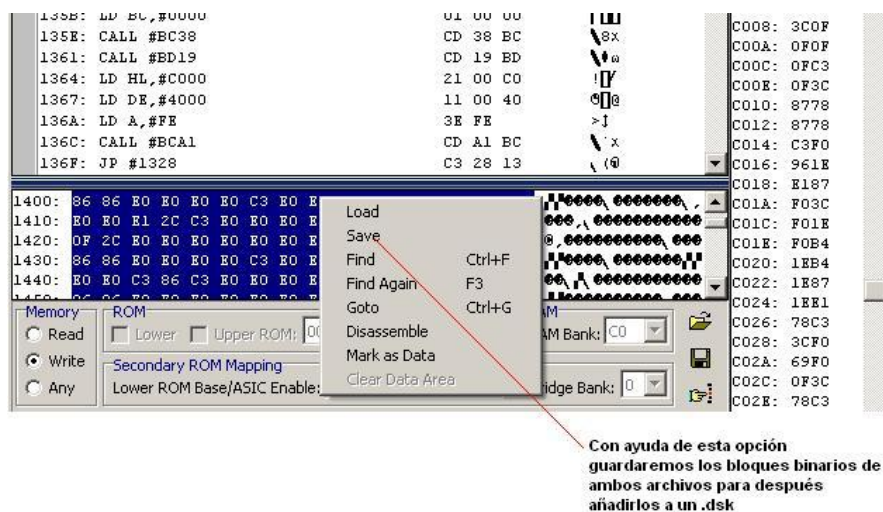 135B: LD BC,#0000 01 00 00
135E: CALL #BC38 CD 38 BC
1361: CALL #BD19 CD 19 BD
1364: LD HL,#C000 21 00 C0
1367: LD DE,#4000 11 00 40
136A: LD A,#FE 3E FE
136C: CALL #BCA1 CD A1 BC
136F: JP #1328 C3 28 13
1400: 86 86 E0 E0 E0 E0 C3 E0 E
1410: E0 E0 E1 2C C3 E0 E0 E0 E
1420: 0F 2C E0 E0 E0 E0 E0 E0 E
1430: 86 86 E0 E0 E0 E0 C3 E0 E
1440: E0 E0 C3 86 C3 E0 E0 E0 E
Load
Save
Find Ctrl+F
Find Again F3
Goto Ctrl+G
Disassemble
Mark as Data
Clear Data Area
Memory
Read
Write
Any
ROM
Lower Upper ROM:
Secondary ROM Mapping
Lower ROM Base/ASIC Enable:
AM
AM Bank: C0
ridge Bank: 0
C008: 3C0F
C00A: 0F0F
C00C: 0FC3
C00E: 0F3C
C010: 8778
C012: 8778
C014: C3F0
C016: 961E
C018: E187
C01A: F03C
C01C: F01E
C01E: F0B4
C020: 1EB4
C022: 1E87
C024: 1EE1
C026: 78C3
C028: 3CF0
C02A: 69F0
C02C: 0F3C
C02E: 78C3
Con ayuda de esta opción
guardaremos los bloques binarios de
ambos archivos para después
añadirlos a un .dsk